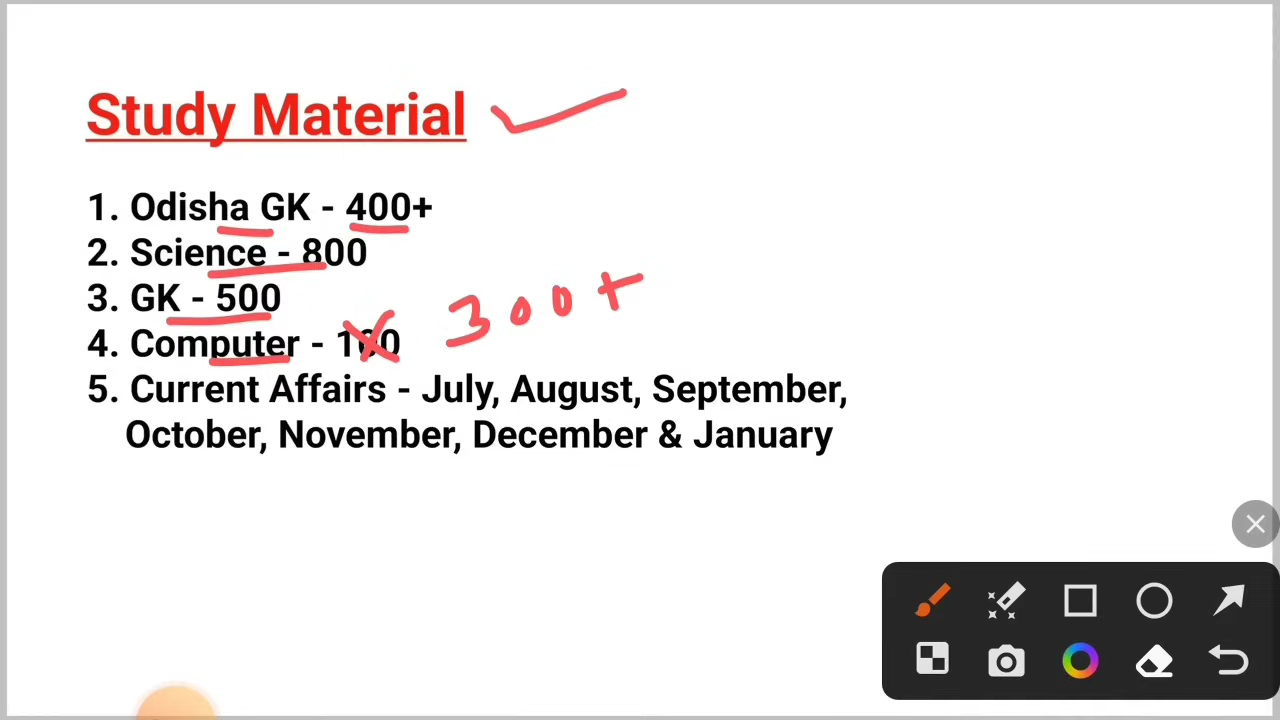 Study Material
1. Odisha GK - 400+
2. Science - 800
3. GK - 500
4. Computer - 100 300+
5. Current Affairs - July, August, September,
October, November, December & January